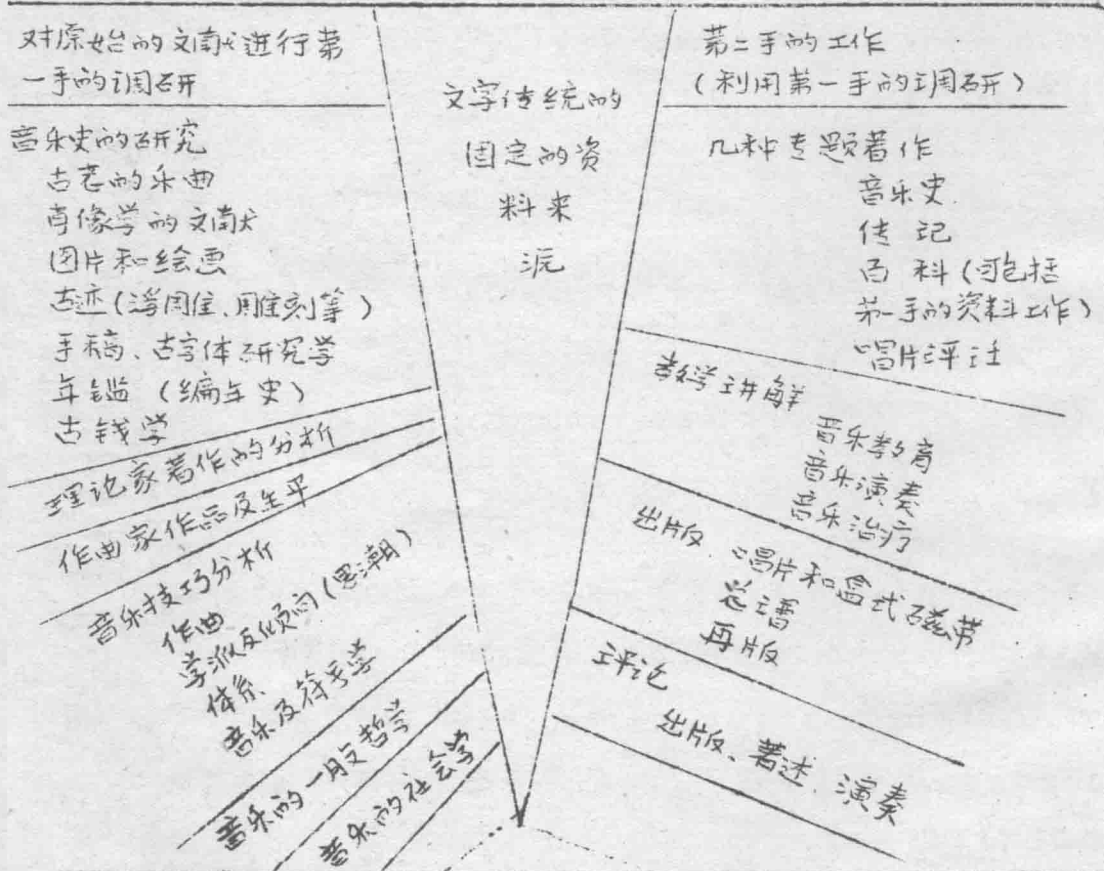 对原始的文献进行第
一手的调研
音乐史的研究
古老的乐曲
肖像学的文献
图片和绘画
古迹(浮雕、雕刻等)
手稿、古字体研究学
年鉴 (编年史)
古钱学
理论家著作的分析
作曲家作品及生平
音乐技巧分析
作曲
学派及倾向(思潮)
体系
音乐及符号学
音乐的一般哲学
音乐的社会学
文字传统的
固定的资
料来
源
第二手的工作
(利用第一手的调研)
几种专题著作
音乐史
传记
百科(可包括
第一手的资料工作)
唱片评注
教学讲解
音乐教育
音乐演奏
音乐治疗
出版、唱片和盒式磁带
总谱
再版
评论
出版、著述、演奏